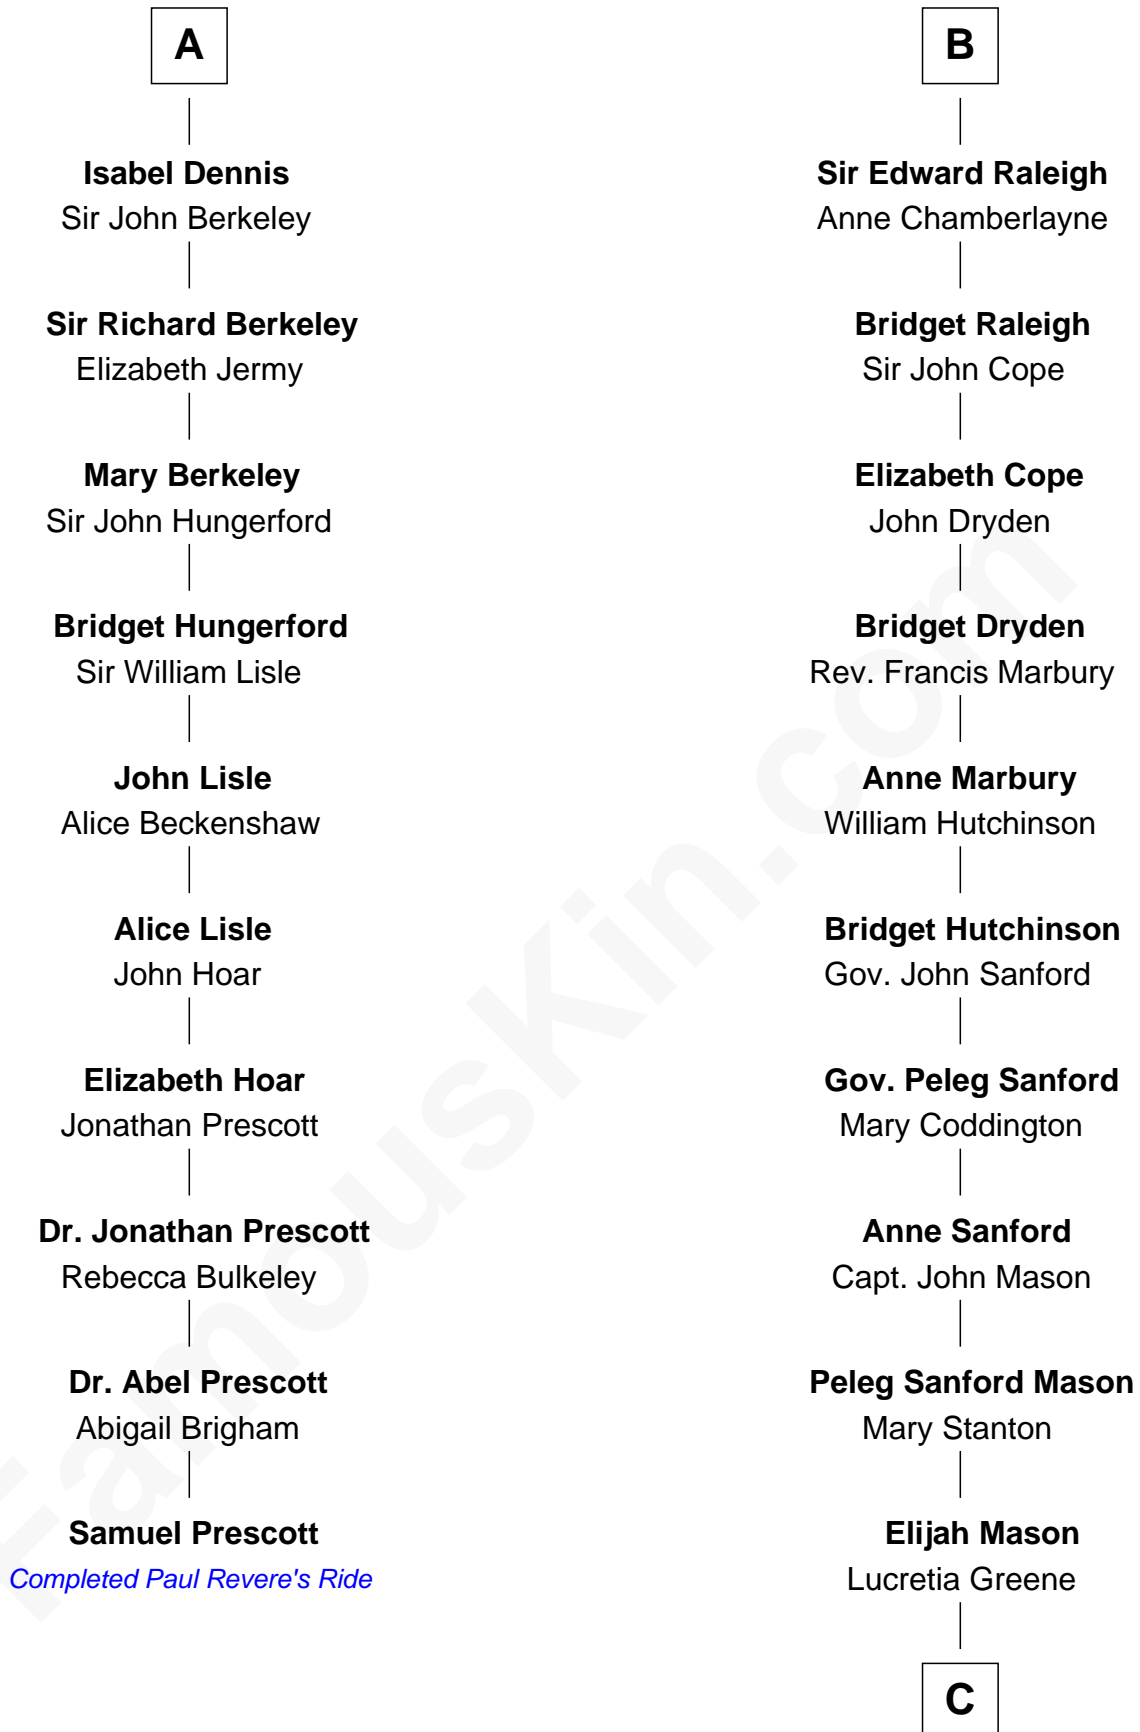 A
Isabel Dennis
Sir John Berkeley
Sir Richard Berkeley
Elizabeth Jermy
Mary Berkeley
Sir John Hungerford
Bridget Hungerford
Sir William Lisle
John Lisle
Alice Beckenshaw
Alice Lisle
John Hoar
Elizabeth Hoar
Jonathan Prescott
Dr. Jonathan Prescott
Rebecca Bulkeley
Dr. Abel Prescott
Abigail Brigham
Samuel Prescott
Completed Paul Revere's Ride
B
Sir Edward Raleigh
Anne Chamberlayne
Bridget Raleigh
Sir John Cope
Elizabeth Cope
John Dryden
Bridget Dryden
Rev. Francis Marbury
Anne Marbury
William Hutchinson
Bridget Hutchinson
Gov. John Sanford
Gov. Peleg Sanford
Mary Coddington
Anne Sanford
Capt. John Mason
Peleg Sanford Mason
Mary Stanton
Elijah Mason
Lucretia Greene
C
FamousKin.com